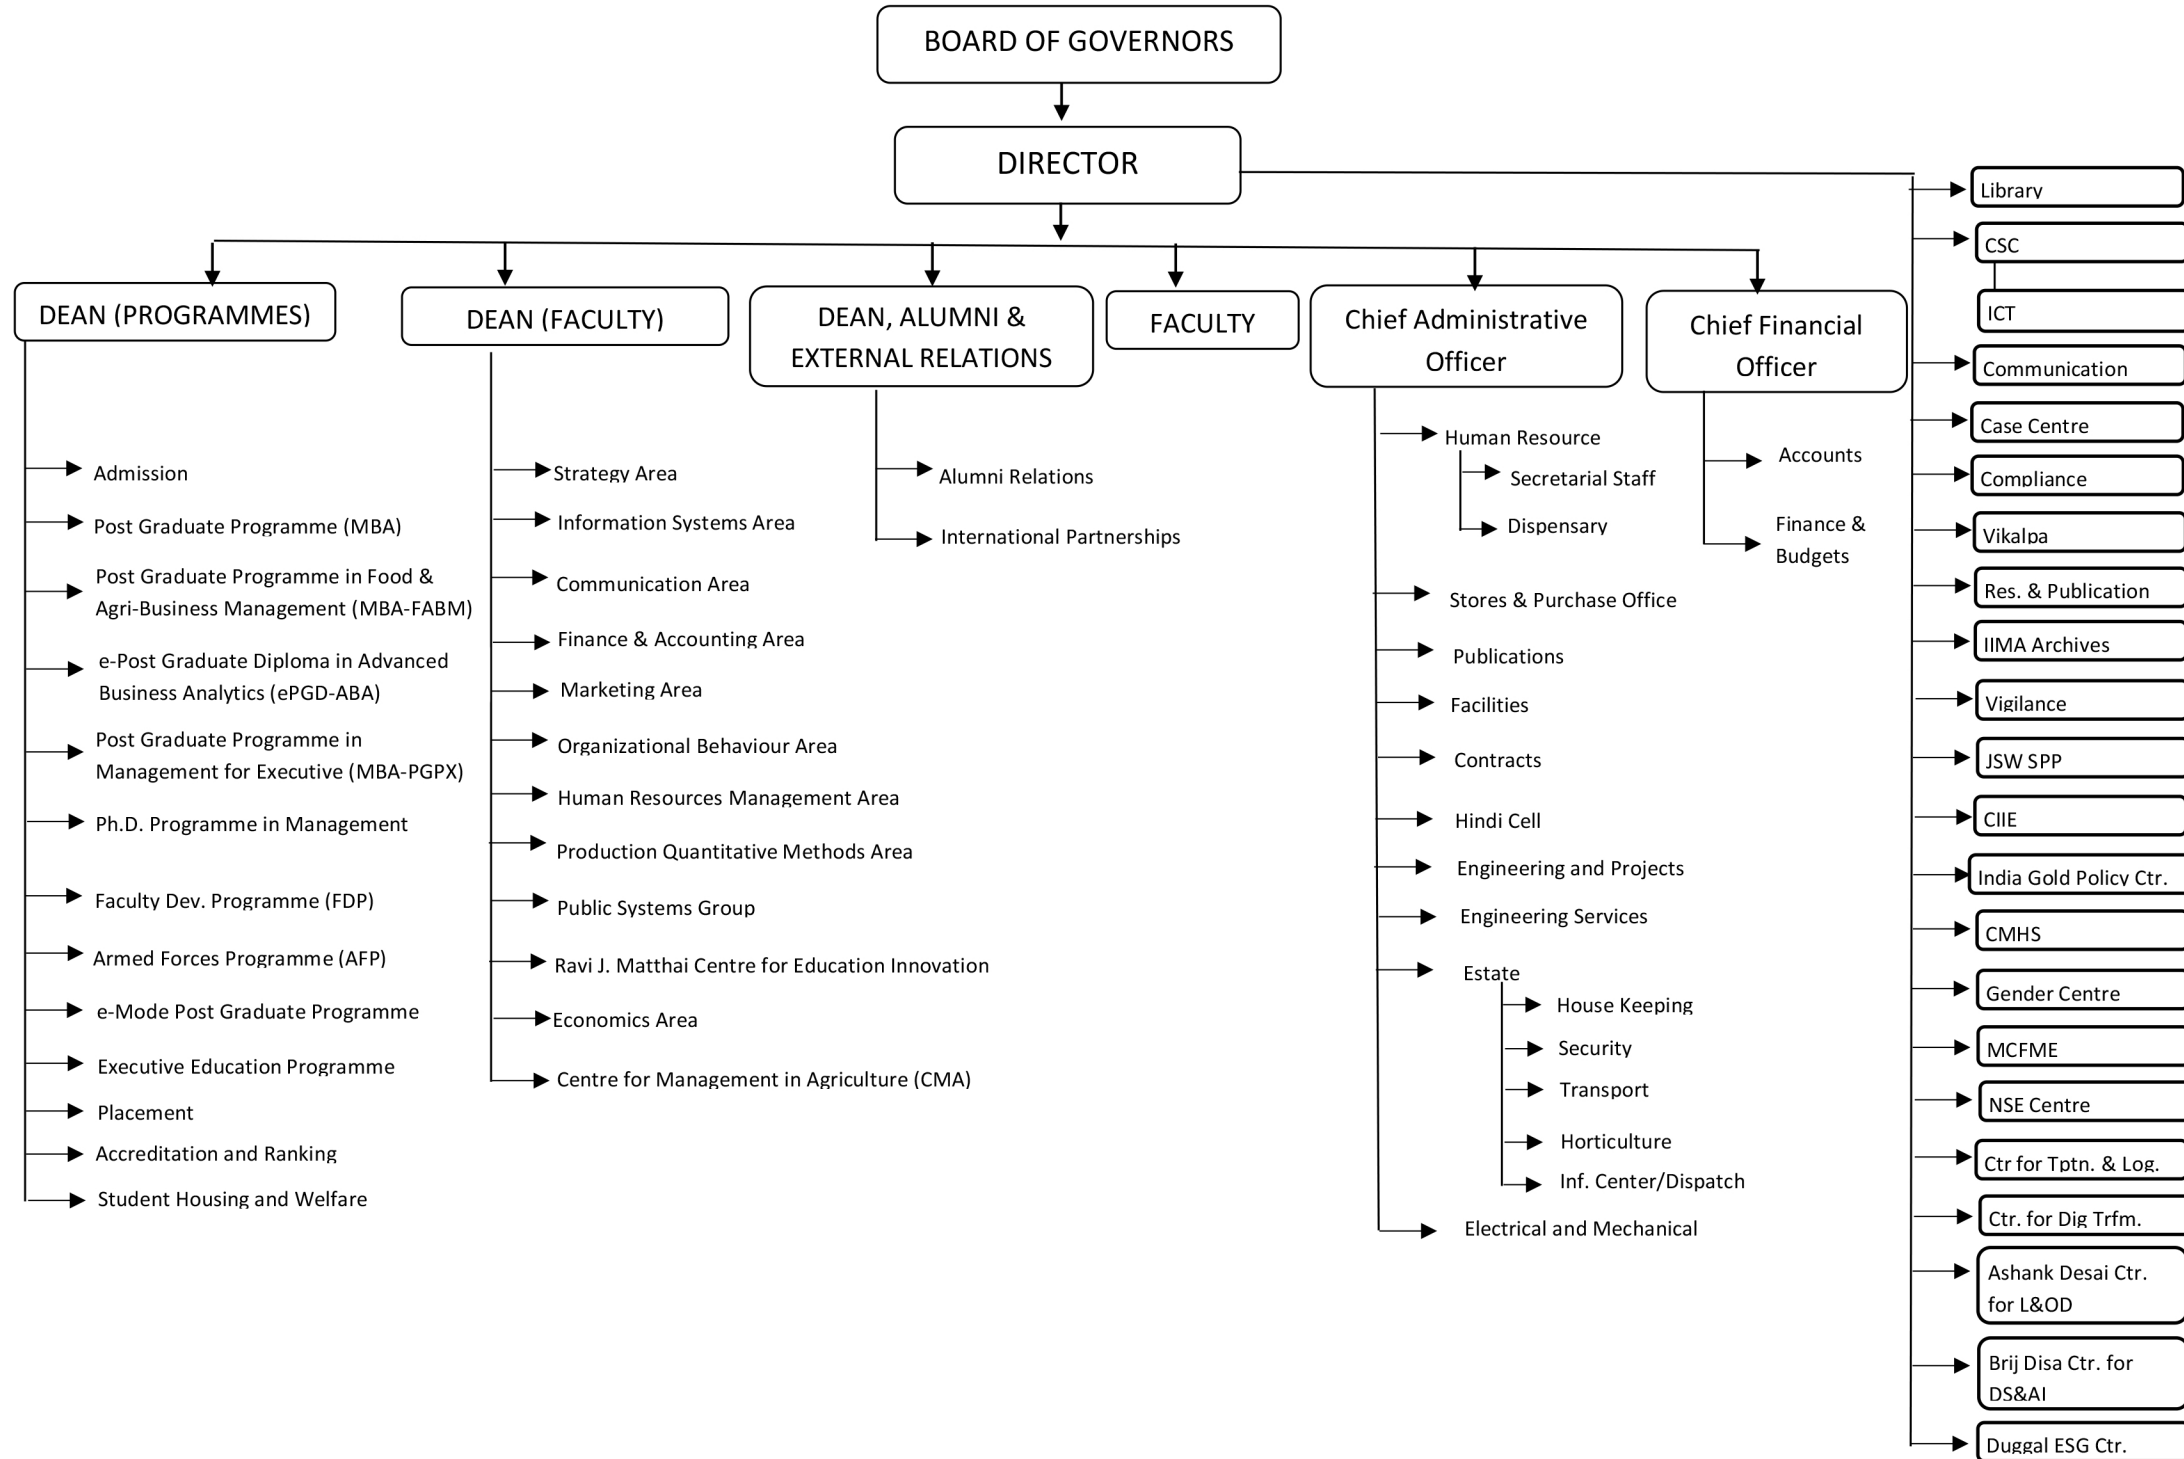 BOARD OF GOVERNORS
DIRECTOR
DEAN (PROGRAMMES)
Admission
Post Graduate Programme (MBA)
Post Graduate Programme in Food &
Agri-Business Management (MBA-FABM)
e-Post Graduate Diploma in Advanced
Business Analytics (ePGD-ABA)
Post Graduate Programme in
Management for Executive (MBA-PGPX)
Ph.D. Programme in Management
Faculty Dev. Programme (FDP)
Armed Forces Programme (AFP)
e-Mode Post Graduate Programme
Executive Education Programme
Placement
Accreditation and Ranking
Student Housing and Welfare
DEAN (FACULTY)
Strategy Area
Information Systems Area
Communication Area
Finance & Accounting Area
Marketing Area
Organizational Behaviour Area
Human Resources Management Area
Production Quantitative Methods Area
Public Systems Group
Ravi J. Matthai Centre for Education Innovation
Economics Area
Centre for Management in Agriculture (CMA)
DEAN, ALUMNI &
EXTERNAL RELATIONS
Alumni Relations
International Partnerships
FACULTY
Chief Administrative
Officer
Human Resource
Secretarial Staff
Dispensary
Stores & Purchase Office
Publications
Facilities
Contracts
Hindi Cell
Engineering and Projects
Engineering Services
Estate
House Keeping
Security
Transport
Horticulture
Inf. Center/Dispatch
Electrical and Mechanical
Chief Financial
Officer
Accounts
Finance &
Budgets
Library
CSC
ICT
Communication
Case Centre
Compliance
Vikalpa
Res. & Publication
IIMA Archives
Vigilance
JSW SPP
CIIE
India Gold Policy Ctr.
CMHS
Gender Centre
MCFME
NSE Centre
Ctr for Tptn. & Log.
Ctr. for Dig Trfm.
Ashank Desai Ctr.
for L&OD
Brij Disa Ctr. for
DS&AI
Duggal ESG Ctr.